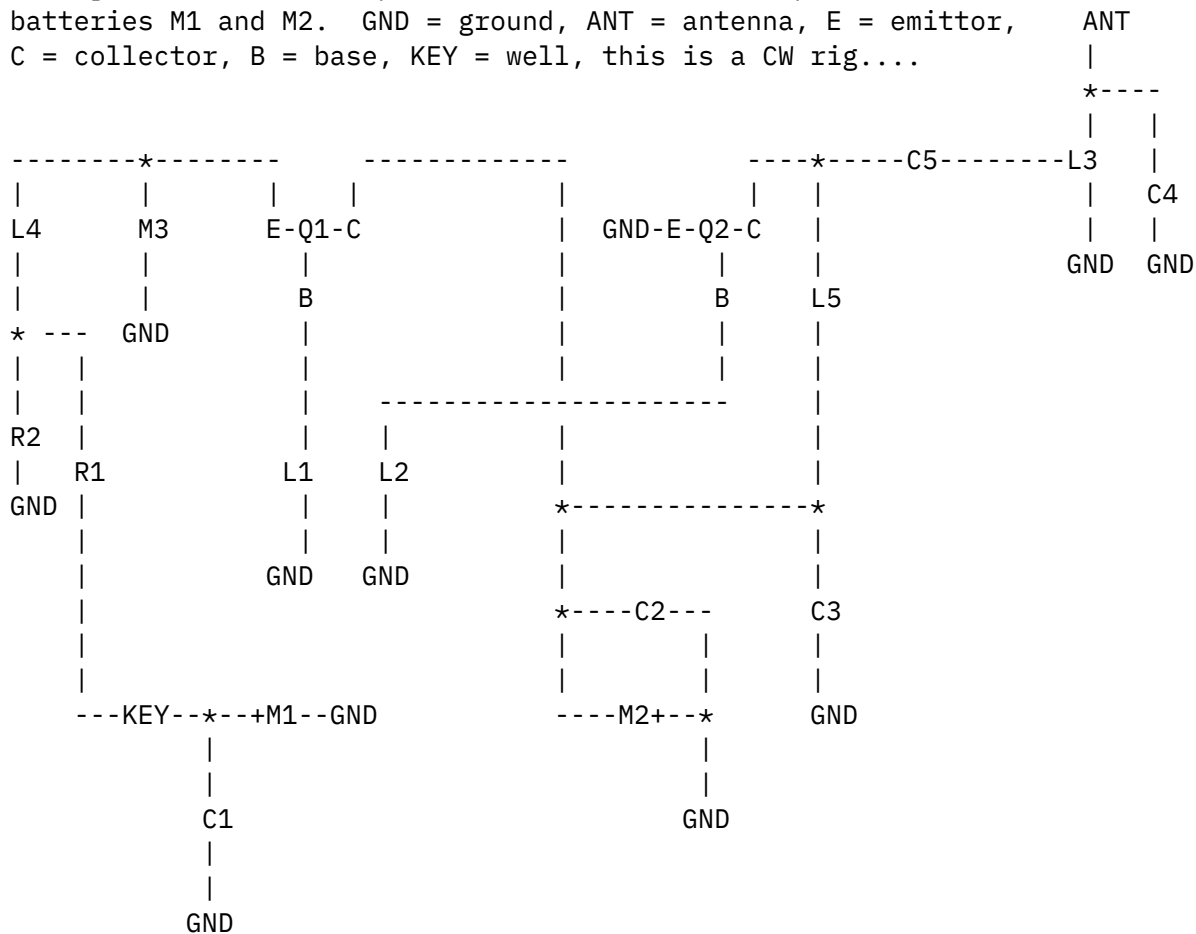 batteries M1 and M2.  GND = ground, ANT = antenna, E = emittor,    ANT
C = collector, B = base, KEY = well, this is a CW rig....          |
                                                                   *----
                                                                   |   |
--------*--------     -------------           ----*-----C5--------L3   |
|       |       |    |            |           |   |                |   C4
L4      M3      E-Q1-C            |  GND-E-Q2-C   |                |   |
|       |         |               |         |     |               GND  GND
|       |         B               |         B     L5
* ---  GND        |               |         |     |
|   |             |               |         |     |
|   |             |    ----------------------     |
R2  |             |    |          |               |
|   R1           L1    L2         |               |
GND |             |    |          *---------------*
    |             |    |          |               |
    |           GND   GND         |               |
    |                             *----C2---      C3
    |                             |        |      |
    |                             |        |      |
    ---KEY--*--+M1--GND           ----M2+--*      GND
            |                              |
            |                              |
            C1                            GND
            |
            |
           GND